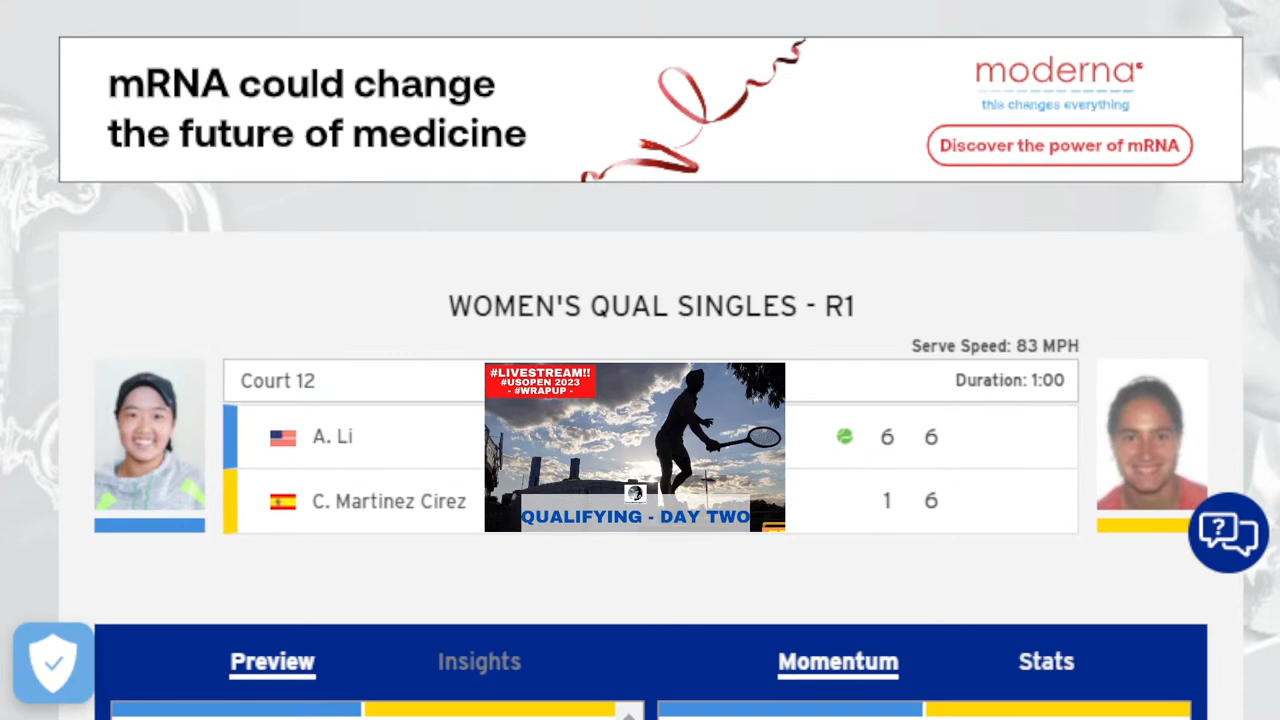 mRNA could change
the future of medicine
moderna
this changes everything
Discover the power of mRNA
WOMEN'S QUAL SINGLES - R1
Serve Speed: 83 MPH
Court 12
Duration: 1:00
#LIVESTREAM!!
#USOPEN 2023
- #WRAPUP -
A. Li
6 6
C. Martinez Cirez
1 6
QUALIFYING - DAY TWO
?
Preview
Insights
Momentum
Stats